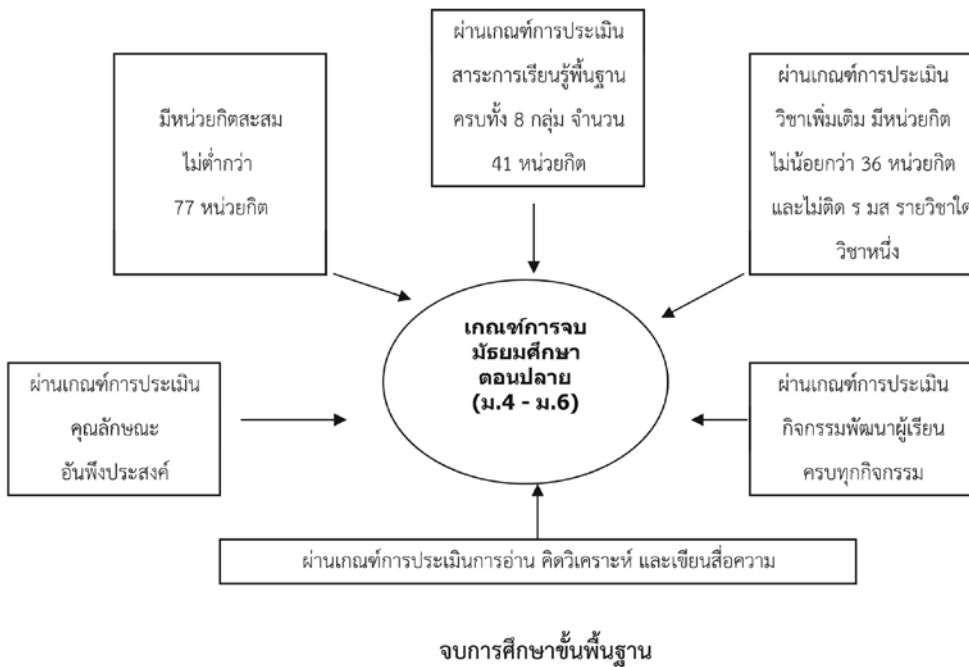 มีหน่วยกิตสะสม
ไม่ต่ำกว่า
77 หน่วยกิต
ผ่านเกณฑ์การประเมิน
สาระการเรียนรู้พื้นฐาน
ครบทั้ง 8 กลุ่ม จำนวน
41 หน่วยกิต
ผ่านเกณฑ์การประเมิน
วิชาเพิ่มเติม มีหน่วยกิต
ไม่น้อยกว่า 36 หน่วยกิต
และไม่ติด ร มส รายวิชาใด
วิชาหนึ่ง
เกณฑ์การจบ
มัธยมศึกษา
ตอนปลาย
(ม.4 - ม.6)
ผ่านเกณฑ์การประเมิน
คุณลักษณะ
อันพึงประสงค์
ผ่านเกณฑ์การประเมิน
กิจกรรมพัฒนาผู้เรียน
ครบทุกกิจกรรม
ผ่านเกณฑ์การประเมินการอ่าน คิดวิเคราะห์ และเขียนสื่อความ
จบการศึกษาขั้นพื้นฐาน